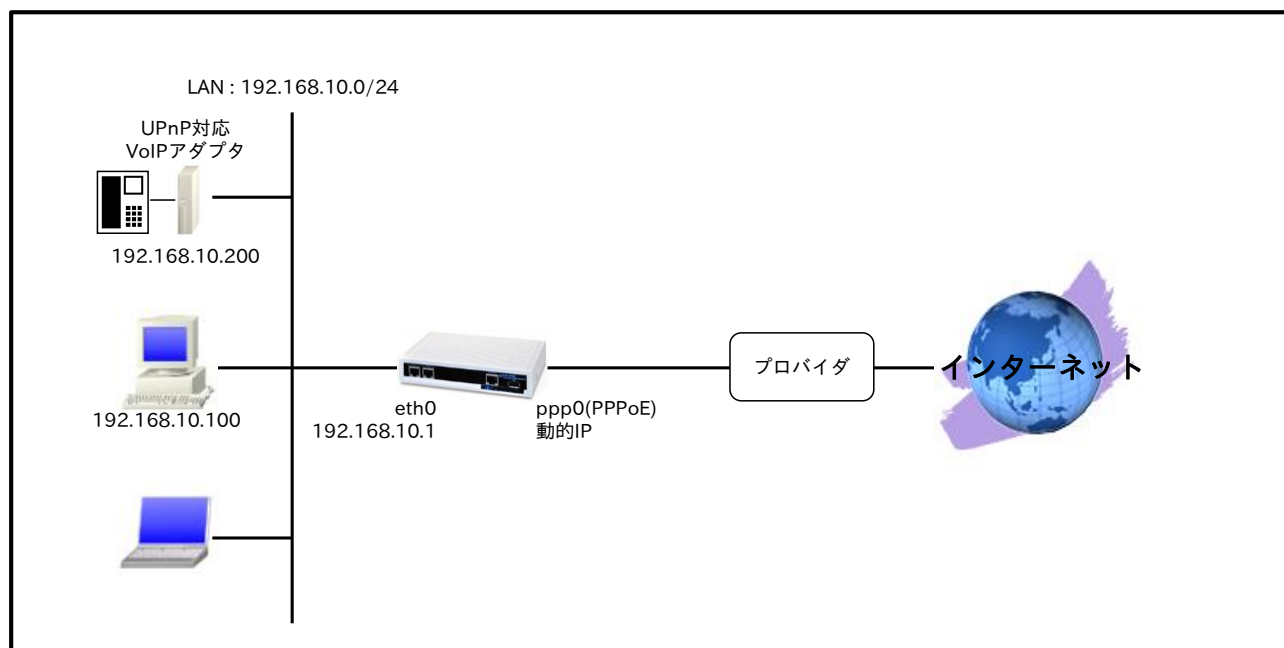 LAN : 192.168.10.0/24
UPnP対応
VoIPアダプタ
192.168.10.200
192.168.10.100
eth0
192.168.10.1
ppp0(PPPoE)
動的IP
プロバイダ
インターネット